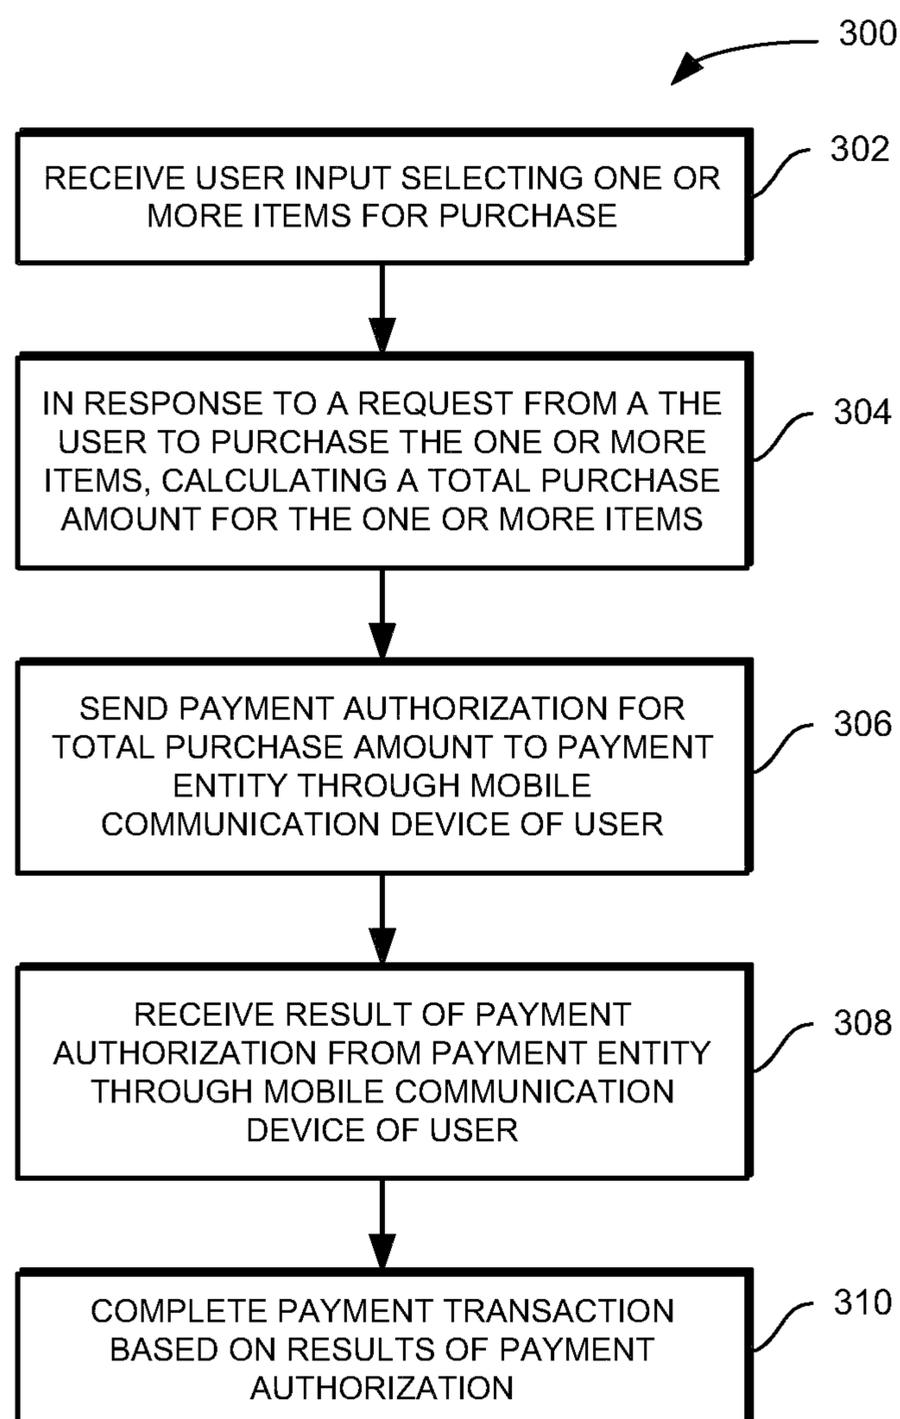 300
302
RECEIVE USER INPUT SELECTING ONE OR
MORE ITEMS FOR PURCHASE
304
IN RESPONSE TO A REQUEST FROM A THE
USER TO PURCHASE THE ONE OR MORE
ITEMS, CALCULATING A TOTAL PURCHASE
AMOUNT FOR THE ONE OR MORE ITEMS
306
SEND PAYMENT AUTHORIZATION FOR
TOTAL PURCHASE AMOUNT TO PAYMENT
ENTITY THROUGH MOBILE
COMMUNICATION DEVICE OF USER
308
RECEIVE RESULT OF PAYMENT
AUTHORIZATION FROM PAYMENT ENTITY
THROUGH MOBILE COMMUNICATION
DEVICE OF USER
310
COMPLETE PAYMENT TRANSACTION
BASED ON RESULTS OF PAYMENT
AUTHORIZATION